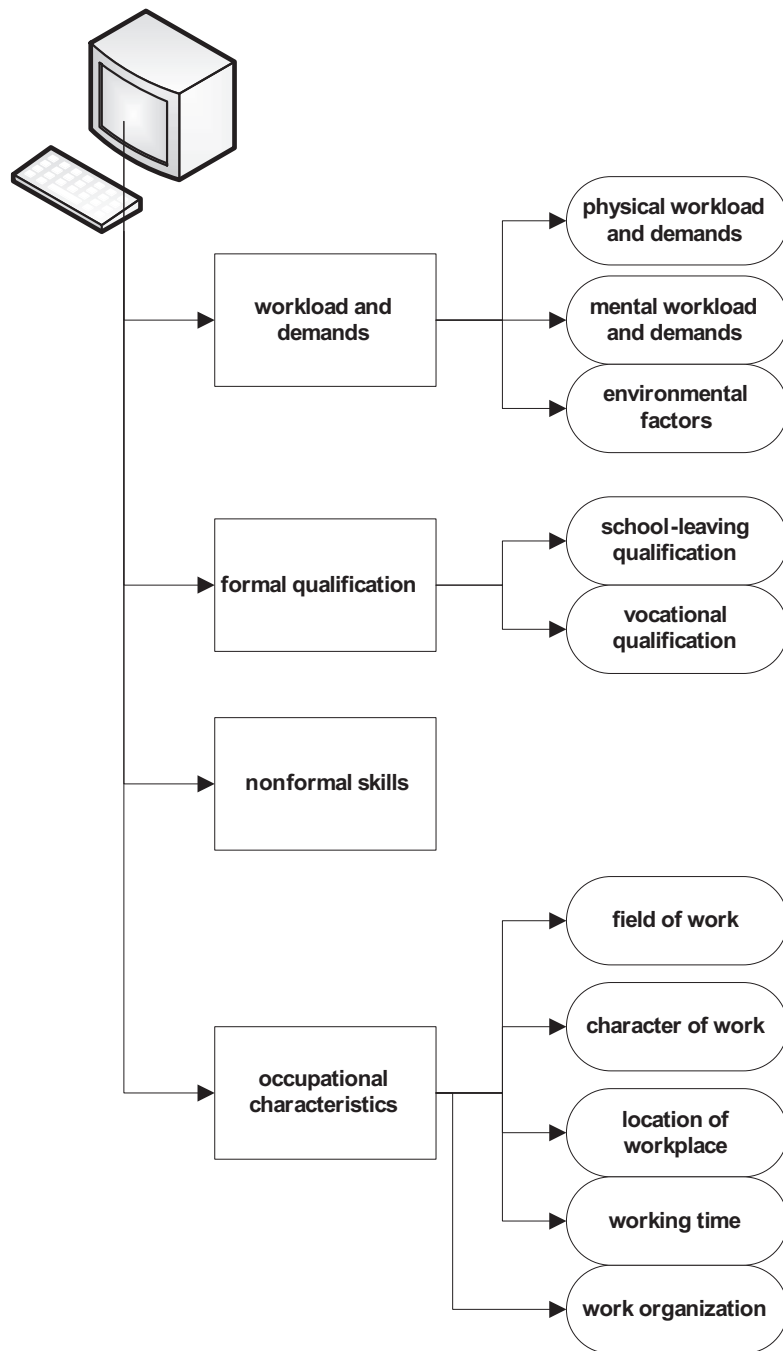 physical workload
and demands
workload and
demands
mental workload
and demands
environmental
factors
school-leaving
qualification
formal qualification
vocational
qualification
nonformal skills
field of work
character of work
occupational
characteristics
location of
workplace
working time
work organization